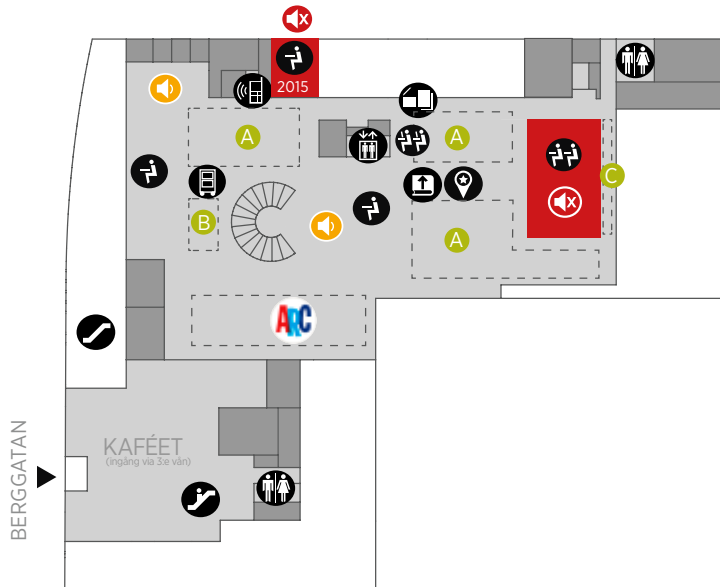 2015
A
A
C
B
A
ARC
KAFÉET
(ingång via 3:e vån)
BERGGATAN